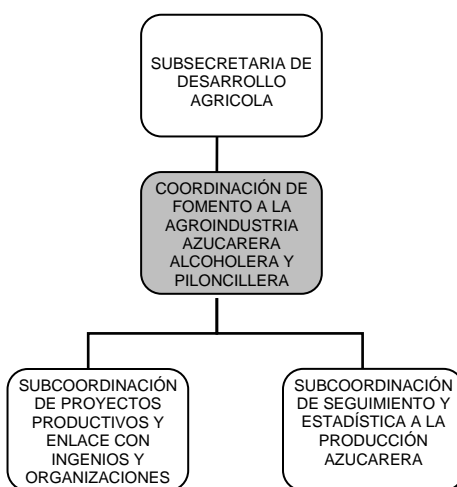 SUBSECRETARIA DE
DESARROLLO
AGRICOLA
COORDINACIÓN DE
FOMENTO A LA
AGROINDUSTRIA
AZUCARERA
ALCOHOLERA Y
PILONCILLERA
SUBCOORDINACIÓN
DE PROYECTOS
PRODUCTIVOS Y
ENLACE CON
INGENIOS Y
ORGANIZACIONES
SUBCOORDINACIÓN
DE SEGUIMIENTO Y
ESTADÍSTICA A LA
PRODUCCIÓN
AZUCARERA